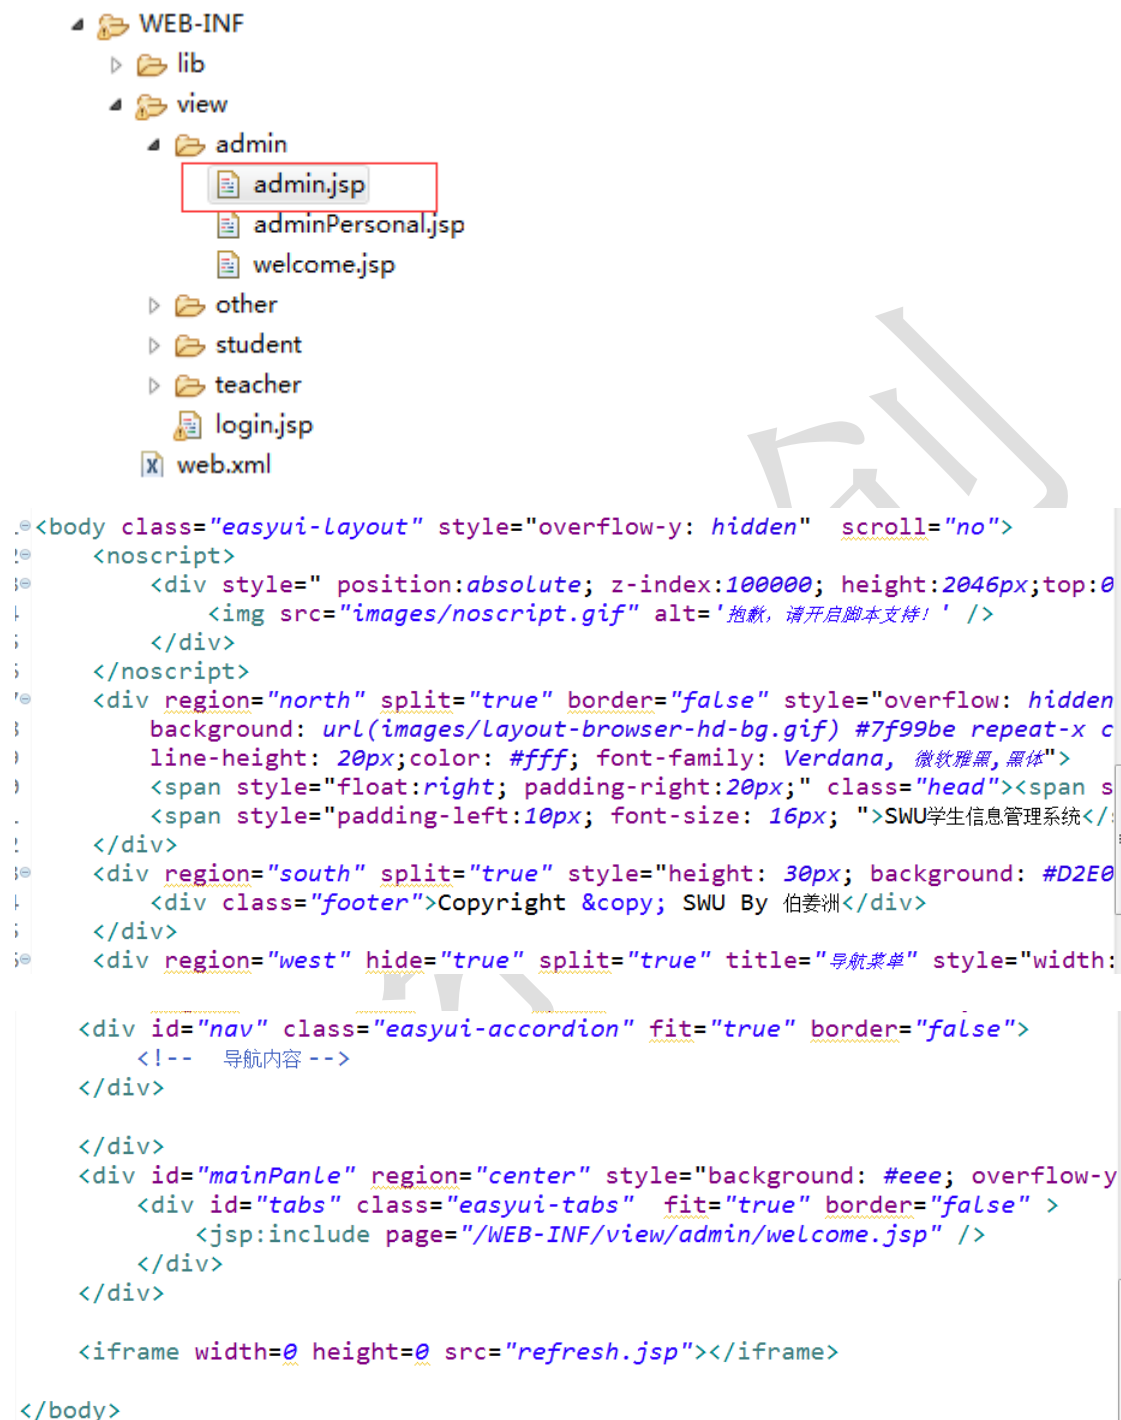 WEB-INF
lib
view
admin
admin.jsp
adminPersonal.jsp
welcome.jsp
other
student
teacher
login.jsp
web.xml
<body class="easyui-layout" style="overflow-y: hidden"  scroll="no">
<noscript>
<div style=" position:absolute; z-index:100000; height:2046px;top:0
<img src="images/noscript.gif" alt='抱歉，请开启脚本支持！' />
</div>
</noscript>
<div region="north" split="true" border="false" style="overflow: hidden
background: url(images/layout-browser-hd-bg.gif) #7f99be repeat-x c
line-height: 20px;color: #fff; font-family: Verdana, 微软雅黑,黑体">
<span style="float:right; padding-right:20px;" class="head"><span s
<span style="padding-left:10px; font-size: 16px; ">SWU学生信息管理系统</
</div>
<div region="south" split="true" style="height: 30px; background: #D2E0
<div class="footer">Copyright &copy; SWU By 伯姜洲</div>
</div>
<div region="west" hide="true" split="true" title="导航菜单" style="width:
<div id="nav" class="easyui-accordion" fit="true" border="false">
<!--  导航内容 -->
</div>
</div>
<div id="mainPanle" region="center" style="background: #eee; overflow-y
<div id="tabs" class="easyui-tabs"  fit="true" border="false" >
<jsp:include page="/WEB-INF/view/admin/welcome.jsp" />
</div>
</div>
<iframe width=0 height=0 src="refresh.jsp"></iframe>
</body>